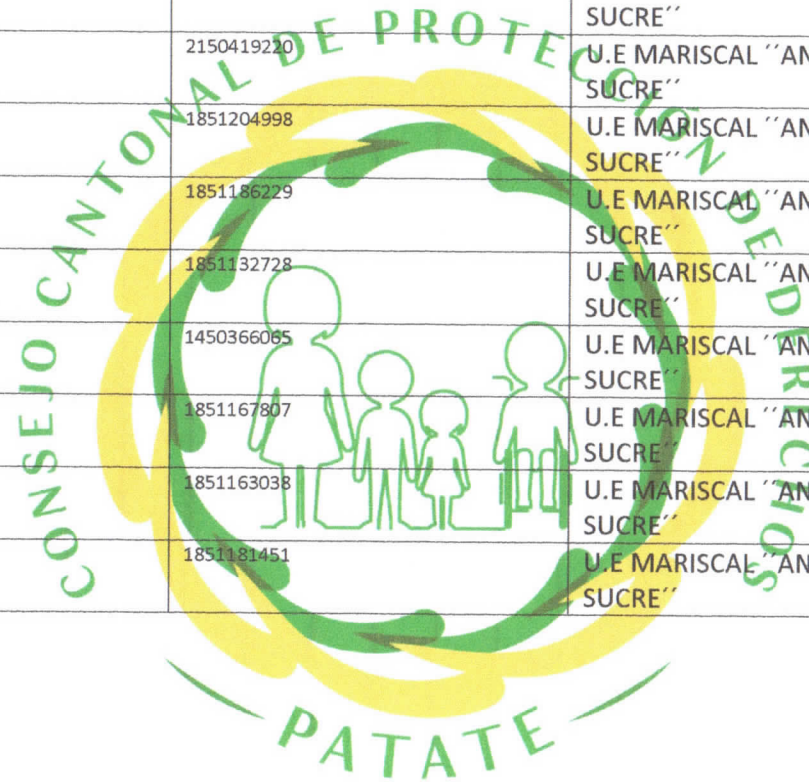 SUCRE´´
2150419220 U.E MARISCAL ´´AN
SUCRE´´
1851204998 U.E MARISCAL ´´AN
SUCRE´´
1851186229 U.E MARISCAL ´´AN
SUCRE´´
1851132728 U.E MARISCAL ´´AN
SUCRE´´
1450366065 U.E MARISCAL ´´AN
SUCRE´´
1851167807 U.E MARISCAL ´´AN
SUCRE´´
1851163038 U.E MARISCAL ´´AN
SUCRE´´
1851181451 U.E MARISCAL ´´AN
SUCRE´´
CONSEJO CANTONAL DE PROTECCIÓN DE DERECHOS
PATATE